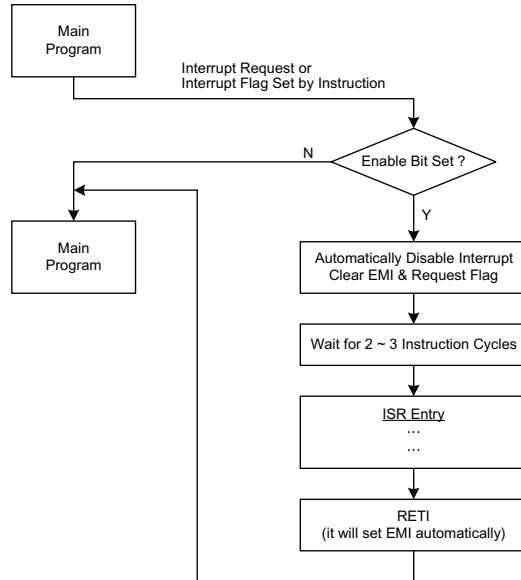 Main
Program
Interrupt Request or
Interrupt Flag Set by Instruction
Enable Bit Set ?
N
Y
Main
Program
Automatically Disable Interrupt
Clear EMI & Request Flag
Wait for 2 ~ 3 Instruction Cycles
ISR Entry
…
…
RETI
(it will set EMI automatically)